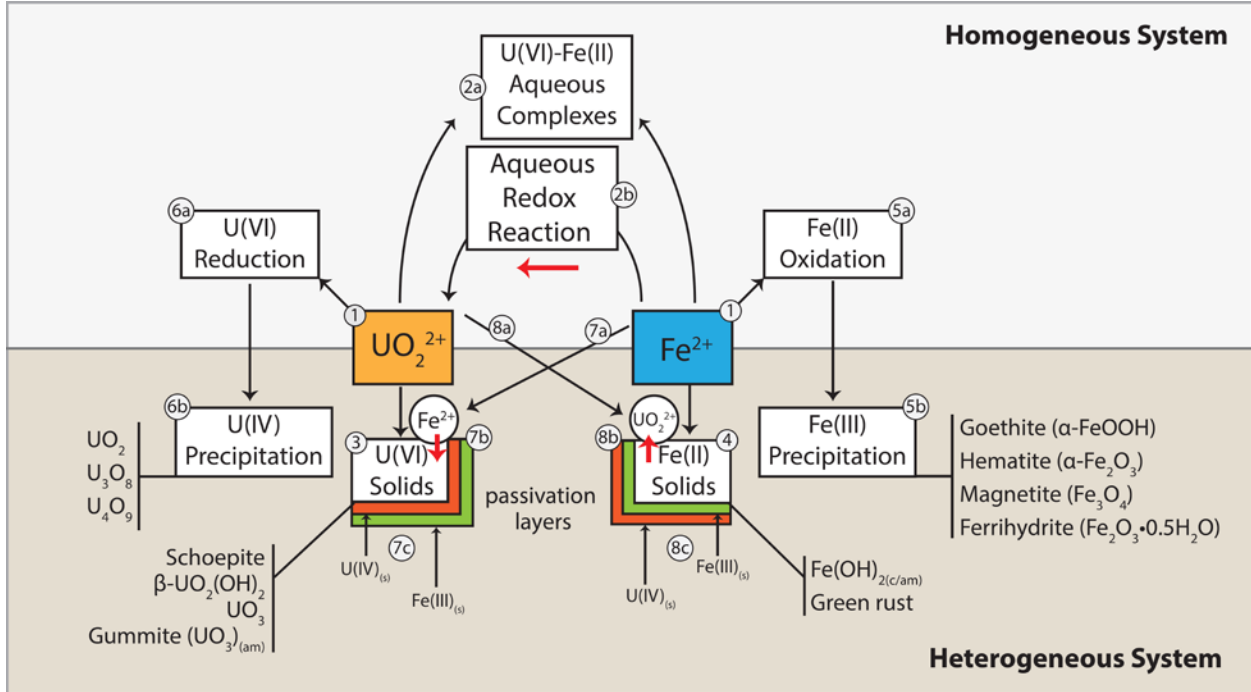 Homogeneous System
2a
U(VI)-Fe(II)
Aqueous
Complexes
Aqueous
Redox
Reaction
2b
6a
U(VI)
Reduction
5a
Fe(II)
Oxidation
1
UO₂²⁺
8a
7a
1
Fe²⁺
6b
U(IV)
Precipitation
UO₂
U₃O₈
U₄O₉
3
Fe²⁺
7b
U(VI)
Solids
passivation
layers
8b
UO₂²⁺
4
Fe(II)
Solids
5b
Fe(III)
Precipitation
Goethite (α-FeOOH)
Hematite (α-Fe₂O₃)
Magnetite (Fe₃O₄)
Ferrihydrite (Fe₂O₃•0.5H₂O)
7c
U(IV)₍s₎
Fe(III)₍s₎
8c
Fe(III)₍s₎
U(IV)₍s₎
Schoepite
β-UO₂(OH)₂
UO₃
Gummite (UO₃)(am)
Fe(OH)₂(c/am)
Green rust
Heterogeneous System